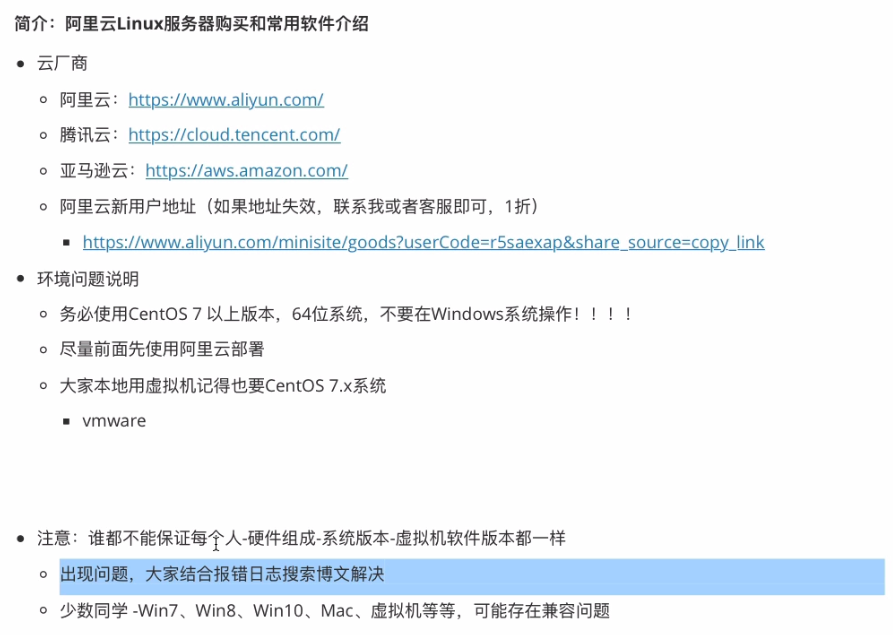 简介：阿里云Linux服务器购买和常用软件介绍
云厂商
阿里云：https://www.aliyun.com/
腾讯云：https://cloud.tencent.com/
亚马逊云：https://aws.amazon.com/
阿里云新用户地址（如果地址失效，联系我或者客服即可，1折）
https://www.aliyun.com/minisite/goods?userCode=r5saexap&share_source=copy_link
环境问题说明
务必使用CentOS 7 以上版本，64位系统，不要在Windows系统操作！！！！
尽量前面先使用阿里云部署
大家本地用虚拟机记得也要CentOS 7.x系统
vmware
注意：谁都不能保证每个人-硬件组成-系统版本-虚拟机软件版本都一样
出现问题，大家结合报错日志搜索博文解决
少数同学 -Win7、Win8、Win10、Mac、虚拟机等等，可能存在兼容问题